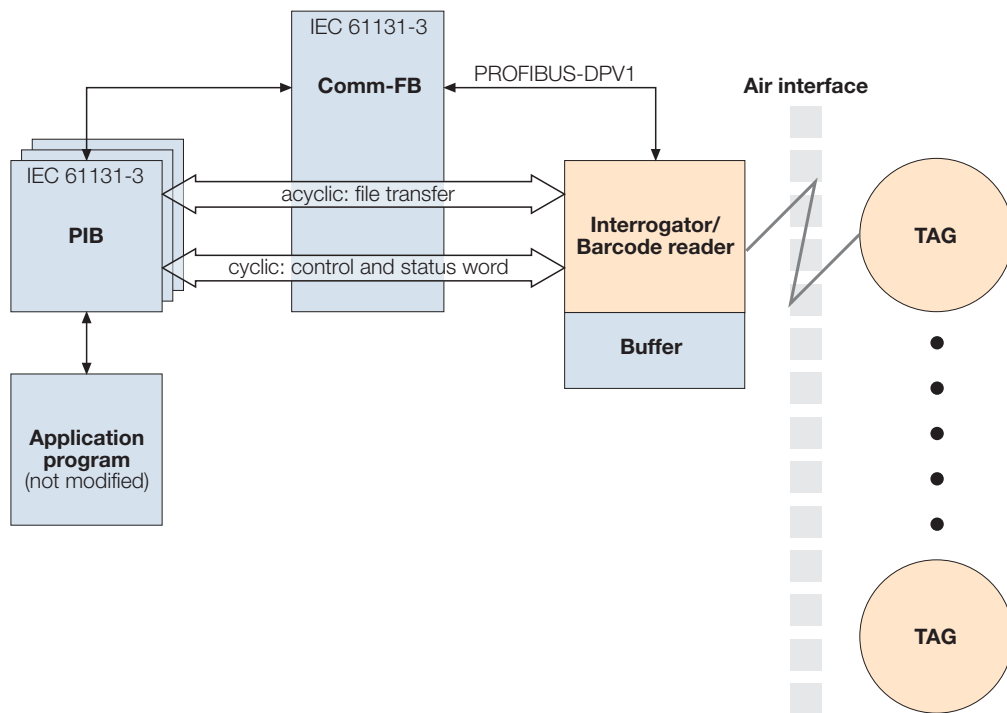 IEC 61131-3
Comm-FB
PROFIBUS-DPV1
Air interface
IEC 61131-3
PIB
acyclic: file transfer
cyclic: control and status word
Interrogator/
Barcode reader
Buffer
TAG
Application
program
(not modified)
TAG